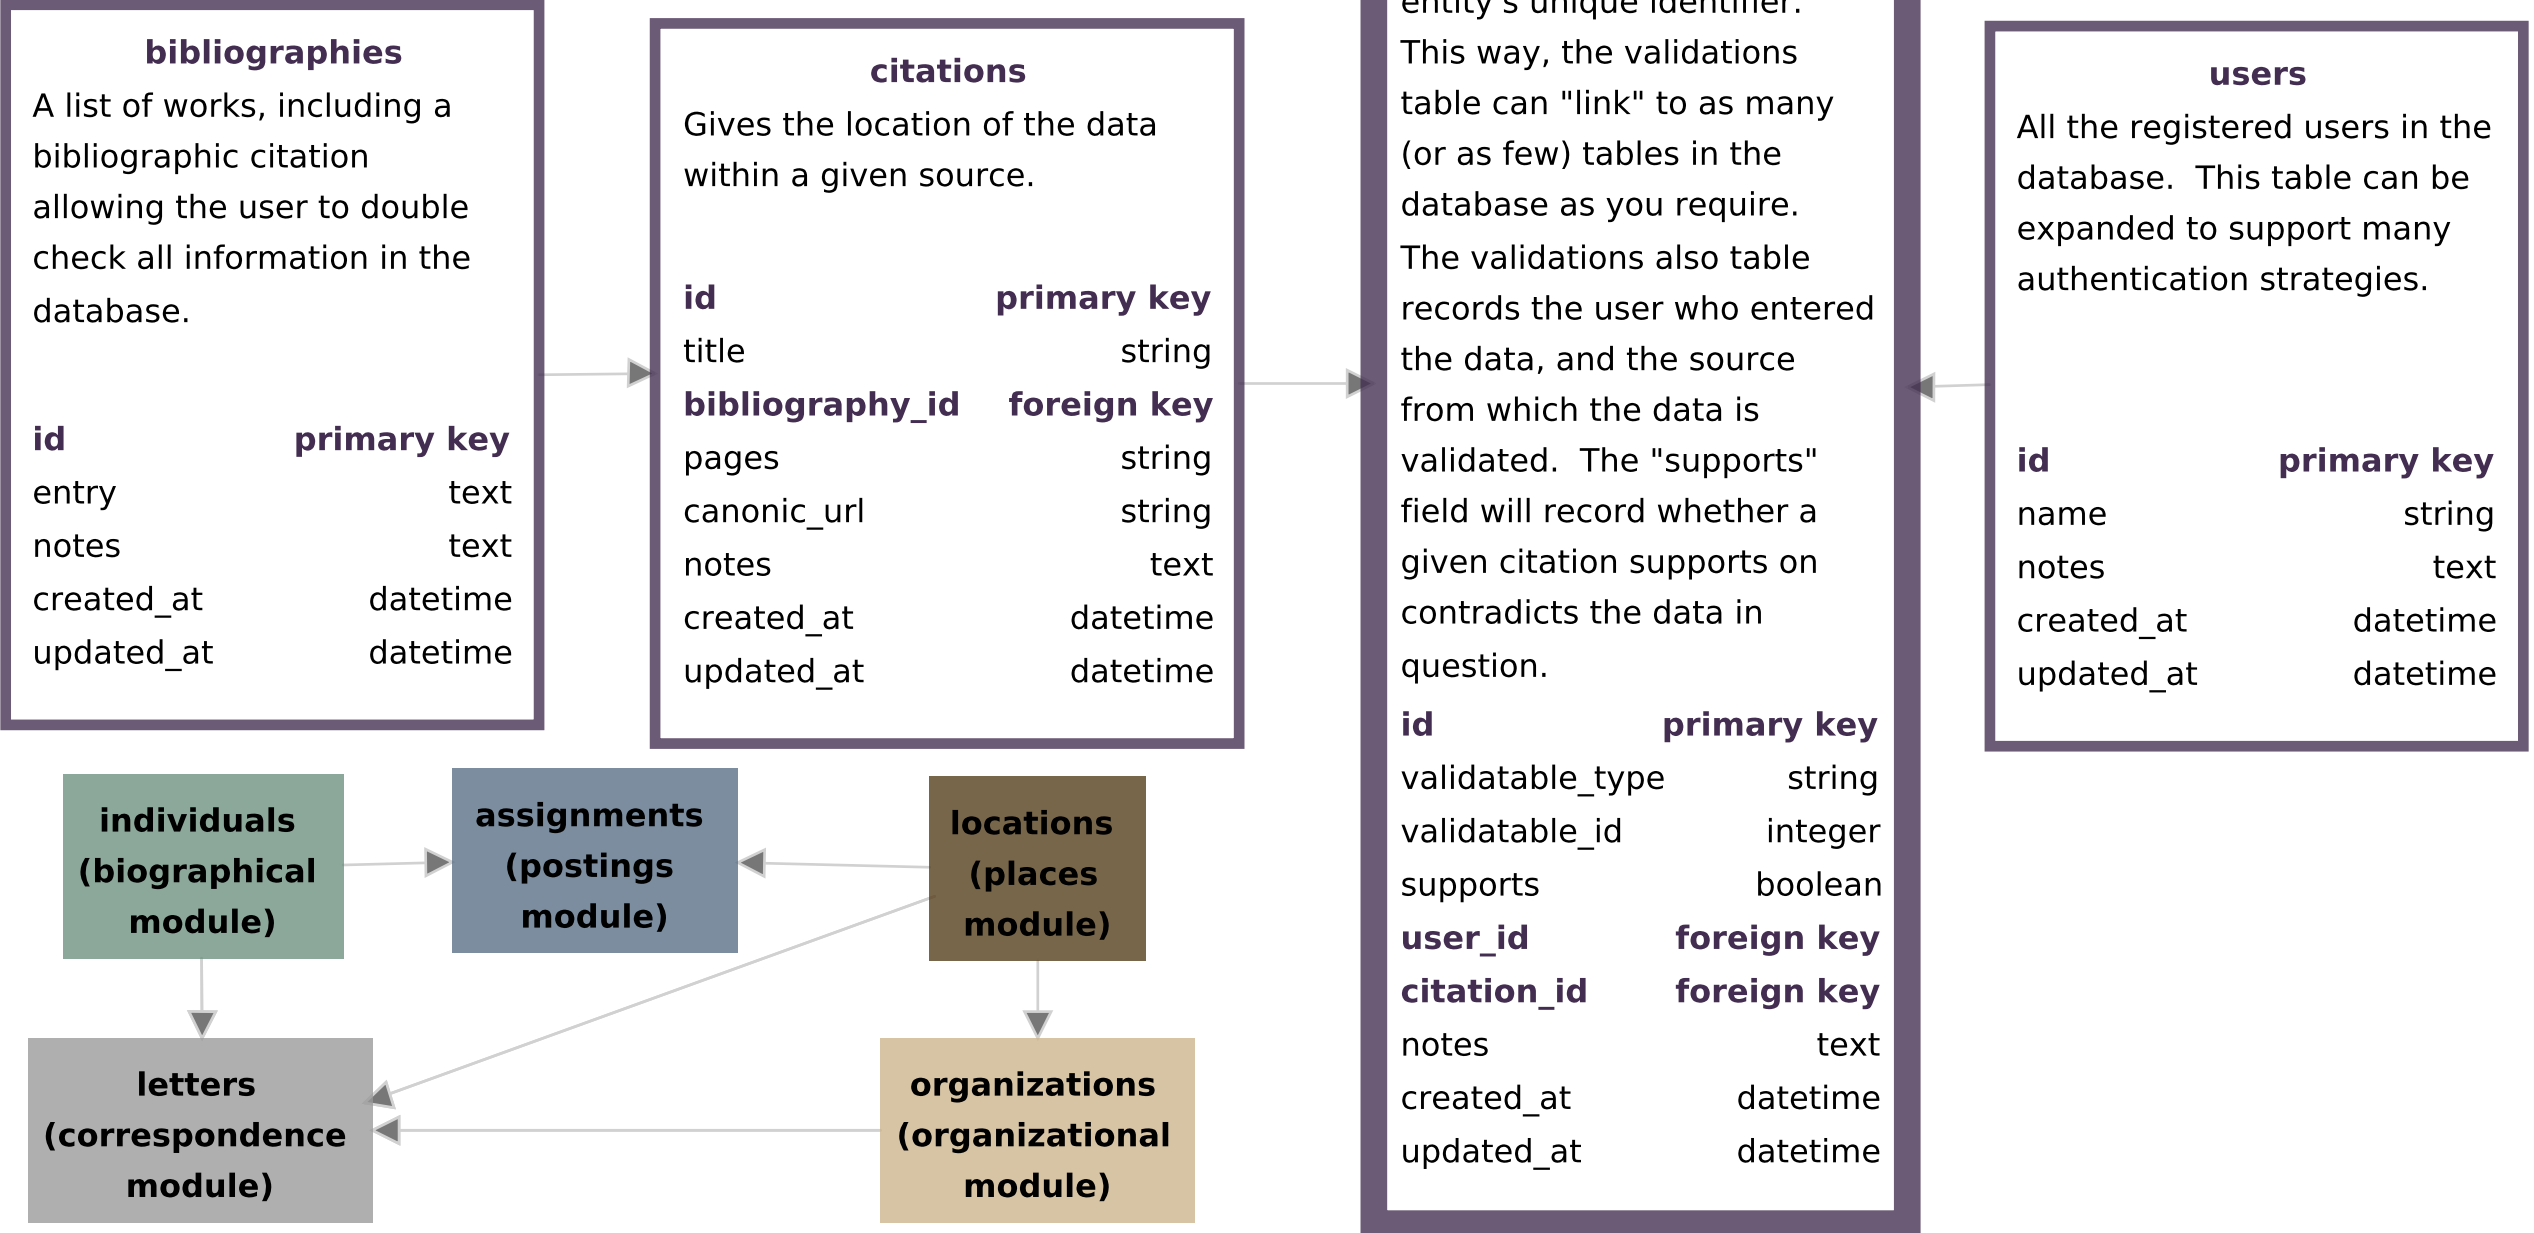 bibliographies
A list of works, including a
bibliographic citation
allowing the user to double
check all information in the
database.
id primary key
entry text
notes text
created_at datetime
updated_at datetime
citations
Gives the location of the data
within a given source.
id primary key
title string
bibliography_id foreign key
pages string
canonic_url string
notes text
created_at datetime
updated_at datetime
entity's unique identifier.
This way, the validations
table can "link" to as many
(or as few) tables in the
database as you require.
The validations also table
records the user who entered
the data, and the source
from which the data is
validated.  The "supports"
field will record whether a
given citation supports on
contradicts the data in
question.
id primary key
validatable_type string
validatable_id integer
supports boolean
user_id foreign key
citation_id foreign key
notes text
created_at datetime
updated_at datetime
users
All the registered users in the
database.  This table can be
expanded to support many
authentication strategies.
id primary key
name string
notes text
created_at datetime
updated_at datetime
individuals
(biographical
module)
assignments
(postings
module)
locations
(places
module)
letters
(correspondence
module)
organizations
(organizational
module)